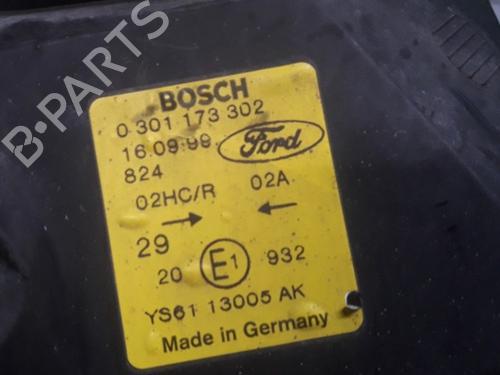 BOSCH
0 301 173 302
16.09.99
Ford
824
02HC/R 02A
29
20 E1 932
YS61 13005 AK
Made in Germany
B-PARTS